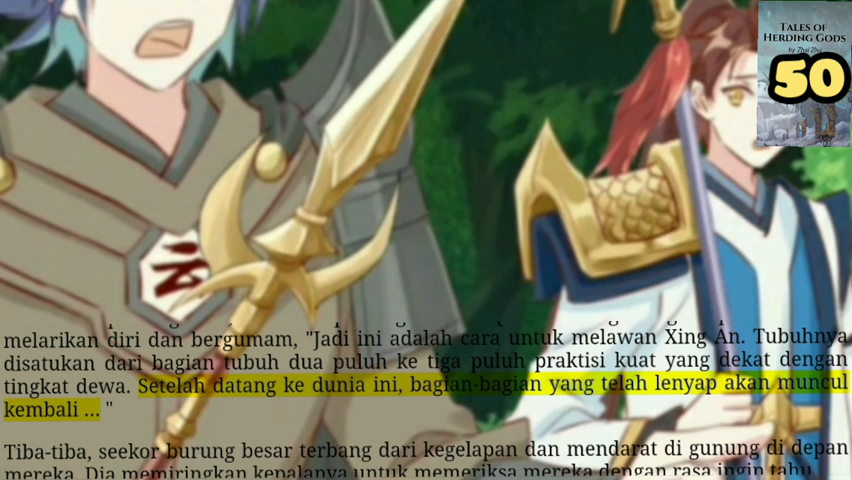 TALES OF
HERDING GODS
by Zhai Zhu
50
melarikan diri dan bergumam, "Jadi ini adalah cara untuk melawan Xing An. Tubuhnya
disatukan dari bagian tubuh dua puluh ke tiga puluh praktisi kuat yang dekat dengan
tingkat dewa. Setelah datang ke dunia ini, bagian-bagian yang telah lenyap akan muncul
kembali ... "
Tiba-tiba, seekor burung besar terbang dari kegelapan dan mendarat di gunung di depan
mereka. Dia memiringkan kepalanya untuk memeriksa mereka dengan rasa ingin tahu.